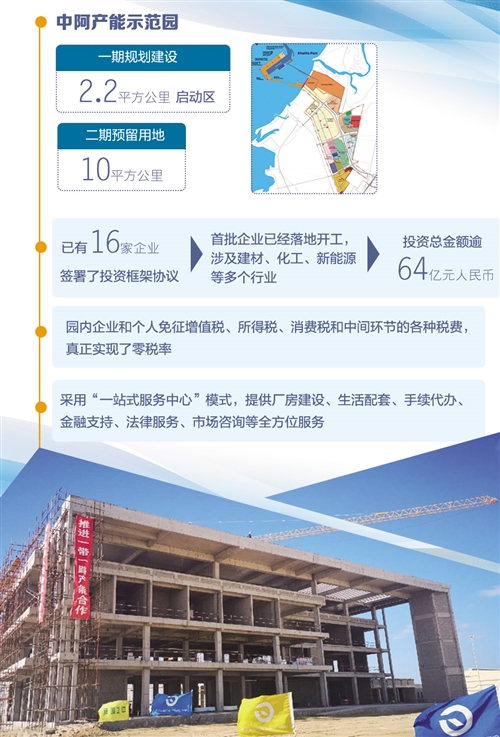 中阿产能示范园
一期规划建设
2.2平方公里 启动区
二期预留用地
10平方公里
Khalifa Port
已有16家企业
签署了投资框架协议
首批企业已经落地开工，
涉及建材、化工、新能源
等多个行业
投资总金额逾
64亿元人民币
园内企业和个人免征增值税、所得税、消费税和中间环节的各种税费，
真正实现了零税率
采用“一站式服务中心”模式，提供厂房建设、生活配套、手续代办、
金融支持、法律服务、市场咨询等全方位服务
推进一带一路产能合作